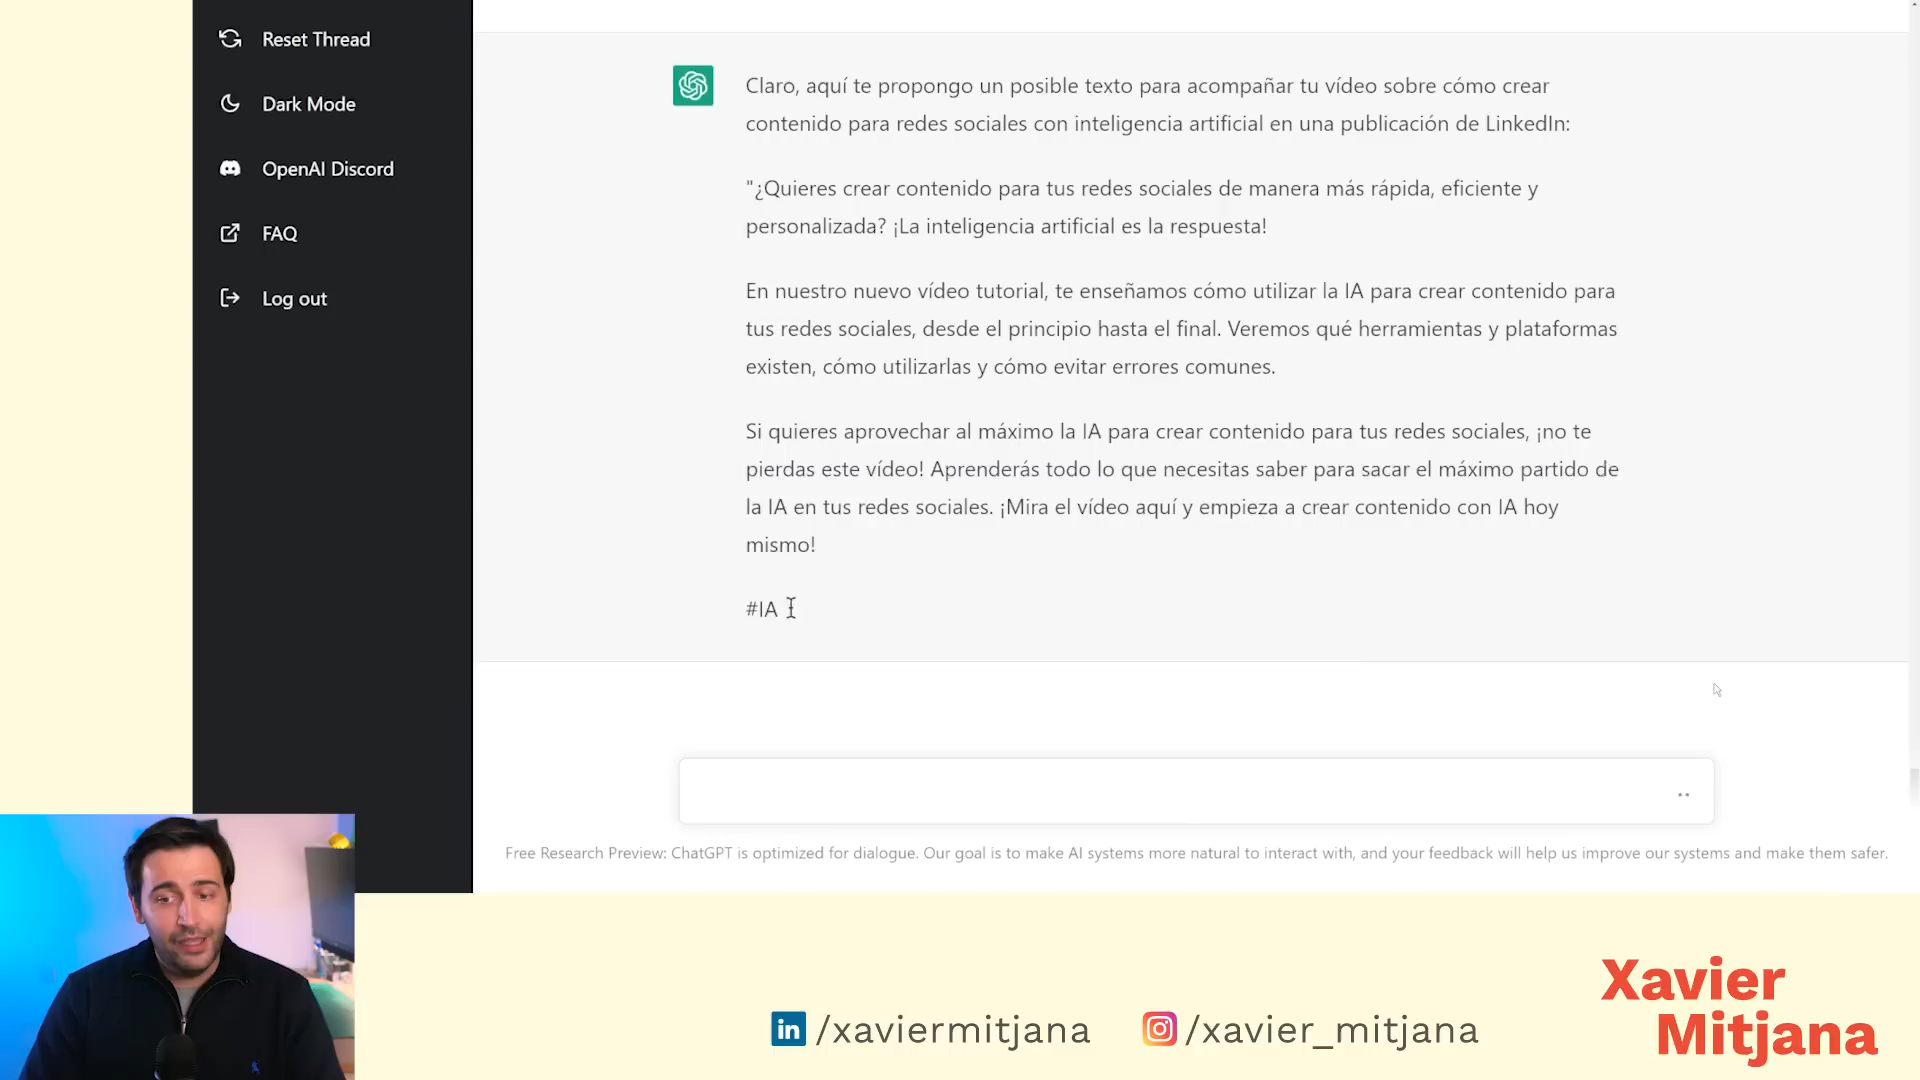 Reset Thread
Dark Mode
OpenAI Discord
FAQ
Log out
Claro, aquí te propongo un posible texto para acompañar tu vídeo sobre cómo crear
contenido para redes sociales con inteligencia artificial en una publicación de LinkedIn:
"¿Quieres crear contenido para tus redes sociales de manera más rápida, eficiente y
personalizada? ¡La inteligencia artificial es la respuesta!
En nuestro nuevo vídeo tutorial, te enseñamos cómo utilizar la IA para crear contenido para
tus redes sociales, desde el principio hasta el final. Veremos qué herramientas y plataformas
existen, cómo utilizarlas y cómo evitar errores comunes.
Si quieres aprovechar al máximo la IA para crear contenido para tus redes sociales, ¡no te
pierdas este vídeo! Aprenderás todo lo que necesitas saber para sacar el máximo partido de
la IA en tus redes sociales. ¡Mira el vídeo aquí y empieza a crear contenido con IA hoy
mismo!
#IA
Free Research Preview: ChatGPT is optimized for dialogue. Our goal is to make AI systems more natural to interact with, and your feedback will help us improve our systems and make them safer.
in /xaviermitjana
/xavier_mitjana
Xavier
Mitjana